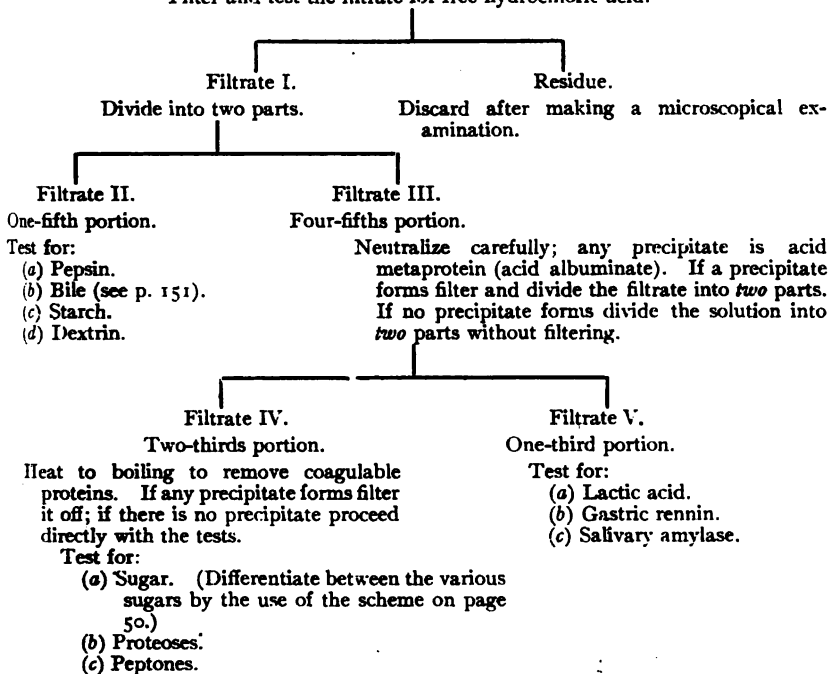 Filter and test the filtrate for free hydrochloric acid.
Filtrate I.
Divide into two parts.
Residue.
Discard after making a microscopical ex-
amination.
Filtrate II.
One-fifth portion.
Test for:
(a) Pepsin.
(b) Bile (see p. 151).
(c) Starch.
(d) Dextrin.
Filtrate III.
Four-fifths portion.
Neutralize carefully; any precipitate is acid
metaprotein (acid albuminate). If a precipitate
forms filter and divide the filtrate into two parts.
If no precipitate forms divide the solution into
two parts without filtering.
Filtrate IV.
Two-thirds portion.
Heat to boiling to remove coagulable
proteins. If any precipitate forms filter
it off; if there is no precipitate proceed
directly with the tests.
Test for:
(a) Sugar. (Differentiate between the various
sugars by the use of the scheme on page
50.)
(b) Proteoses.
(c) Peptones.
Filtrate V.
One-third portion.
Test for:
(a) Lactic acid.
(b) Gastric rennin.
(c) Salivary amylase.